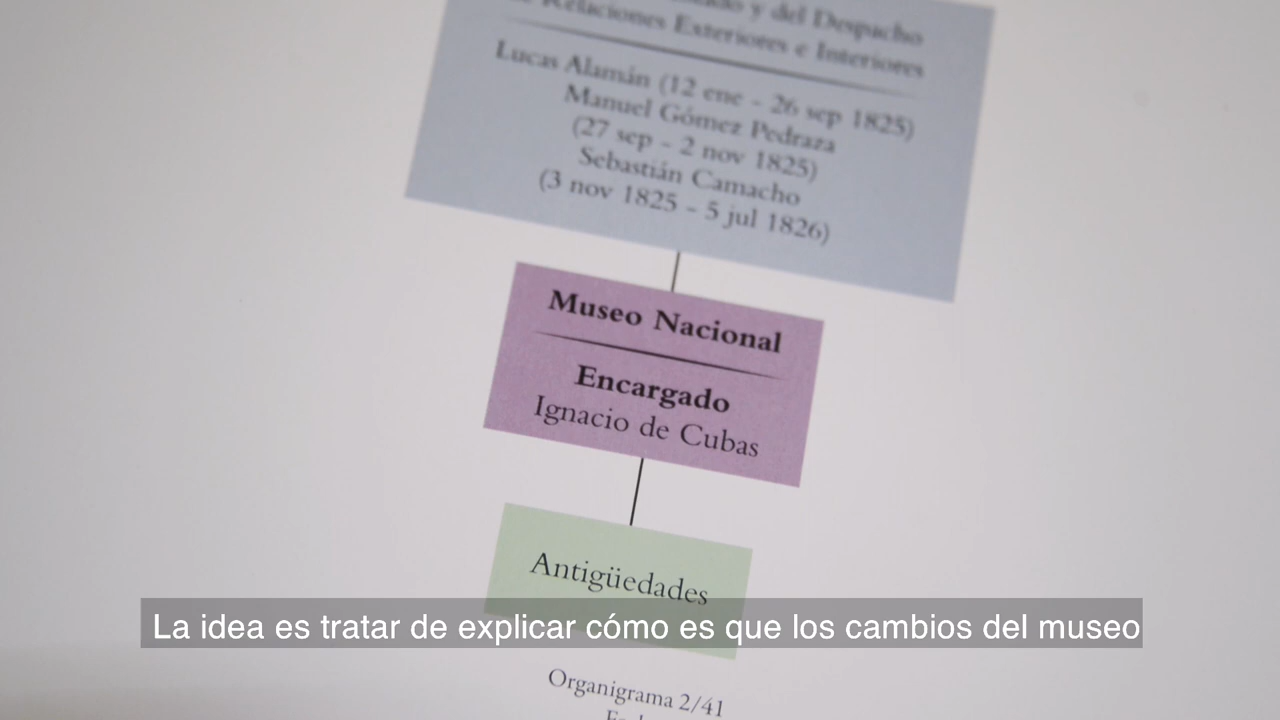 y del Despacho
Relaciones Exteriores e Interiores
Lucas Alamán (12 ene - 26 sep 1825)
Manuel Gómez Pedraza
(27 sep - 2 nov 1825)
Sebastián Camacho
(3 nov 1825 - 5 jul 1826)
Museo Nacional
Encargado
Ignacio de Cubas
Antigüedades
La idea es tratar de explicar cómo es que los cambios del museo
Organigrama 2/41